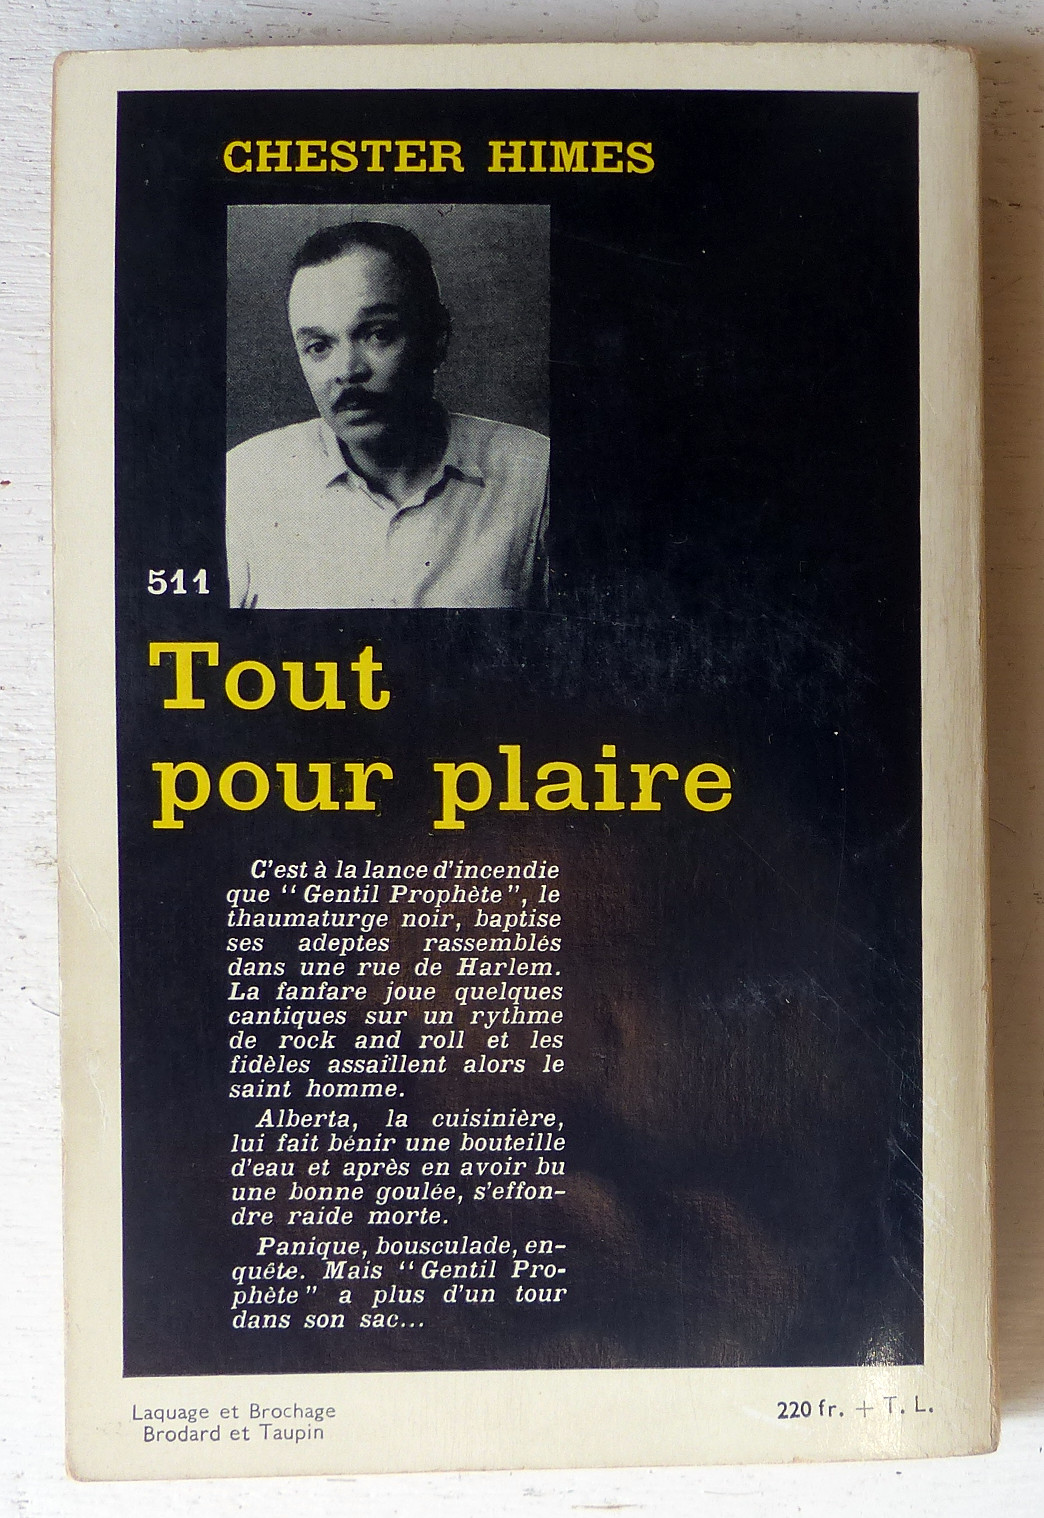 CHESTER HIMES
511
Tout
pour plaire
C'est à la lance d'incendie
que “Gentil Prophète”, le
thaumaturge noir, baptise
ses adeptes rassemblés
dans une rue de Harlem.
La fanfare joue quelques
cantiques sur un rythme
de rock and roll et les
fidèles assaillent alors le
saint homme.
Alberta, la cuisinière,
lui fait bénir une bouteille
d'eau et après en avoir bu
une bonne goulée, s'effon-
dre raide morte.
Panique, bousculade, en-
quête. Mais “Gentil Pro-
phète” a plus d'un tour
dans son sac...
Laquage et Brochage
Brodard et Taupin
220 fr. + T. L.